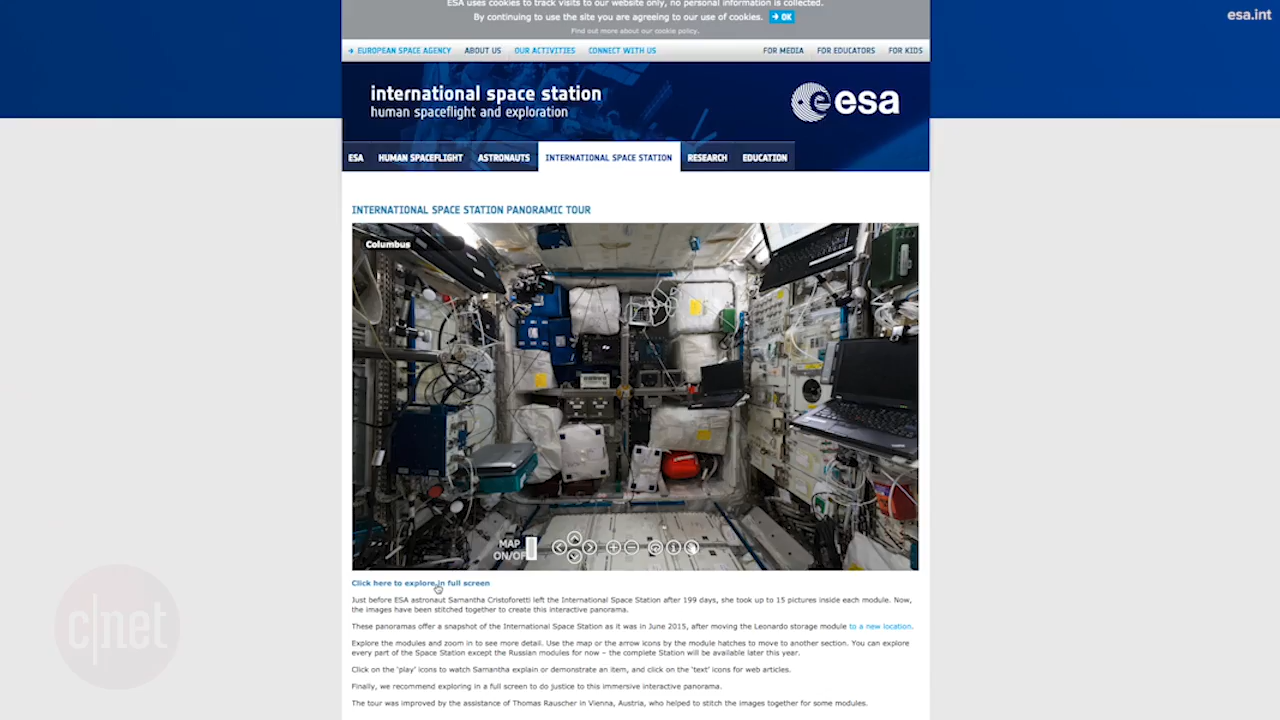 ESA uses cookies to track visits to our website only, no personal information is collected.
By continuing to use the site you are agreeing to our use of cookies. OK
Find out more about our cookie policy.
esa.int
EUROPEAN SPACE AGENCY ABOUT US OUR ACTIVITIES CONNECT WITH US FOR MEDIA FOR EDUCATORS FOR KIDS
international space station
human spaceflight and exploration
esa
ESA HUMAN SPACEFLIGHT ASTRONAUTS INTERNATIONAL SPACE STATION RESEARCH EDUCATION
INTERNATIONAL SPACE STATION PANORAMIC TOUR
Columbus
MAP
ON/OFF
Click here to explore in full screen
Just before ESA astronaut Samantha Cristoforetti left the International Space Station after 199 days, she took up to 15 pictures inside each module. Now,
the images have been stitched together to create this interactive panorama.
These panoramas offer a snapshot of the International Space Station as it was in June 2015, after moving the Leonardo storage module to a new location.
Explore the modules and zoom in to see more detail. Use the map or the arrow icons by the module hatches to move to another section. You can explore
every part of the Space Station except the Russian modules for now – the complete Station will be available later this year.
Click on the 'play' icons to watch Samantha explain or demonstrate an item, and click on the 'text' icons for web articles.
Finally, we recommend exploring in a full screen to do justice to this immersive interactive panorama.
The tour was improved by the assistance of Thomas Rauscher in Vienna, Austria, who helped to stitch the images together for some modules.
c|net